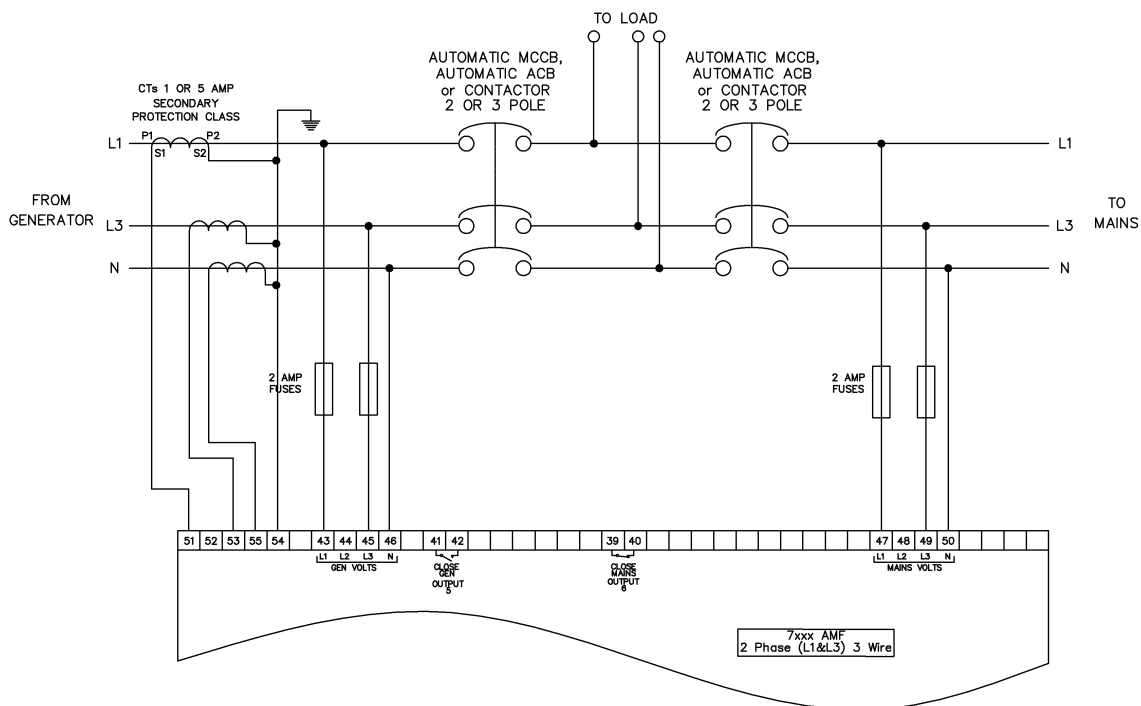 TO LOAD
AUTOMATIC MCCB,
AUTOMATIC ACB
or CONTACTOR
2 OR 3 POLE
AUTOMATIC MCCB,
AUTOMATIC ACB
or CONTACTOR
2 OR 3 POLE
CTs 1 OR 5 AMP
SECONDARY
PROTECTION CLASS
P1 P2
L1 L1
S1 S2
FROM
GENERATOR
TO
MAINS
L3 L3
N N
2 AMP
FUSES
2 AMP
FUSES
51 52 53 55 54 43 44 45 46 41 42 39 40 47 48 49 50
L1 L2 L3 N
GEN VOLTS
CLOSE
GEN
OUTPUT
5
CLOSE
MAINS
OUTPUT
6
L1 L2 L3 N
MAINS VOLTS
7xxx AMF
2 Phase (L1&L3) 3 Wire